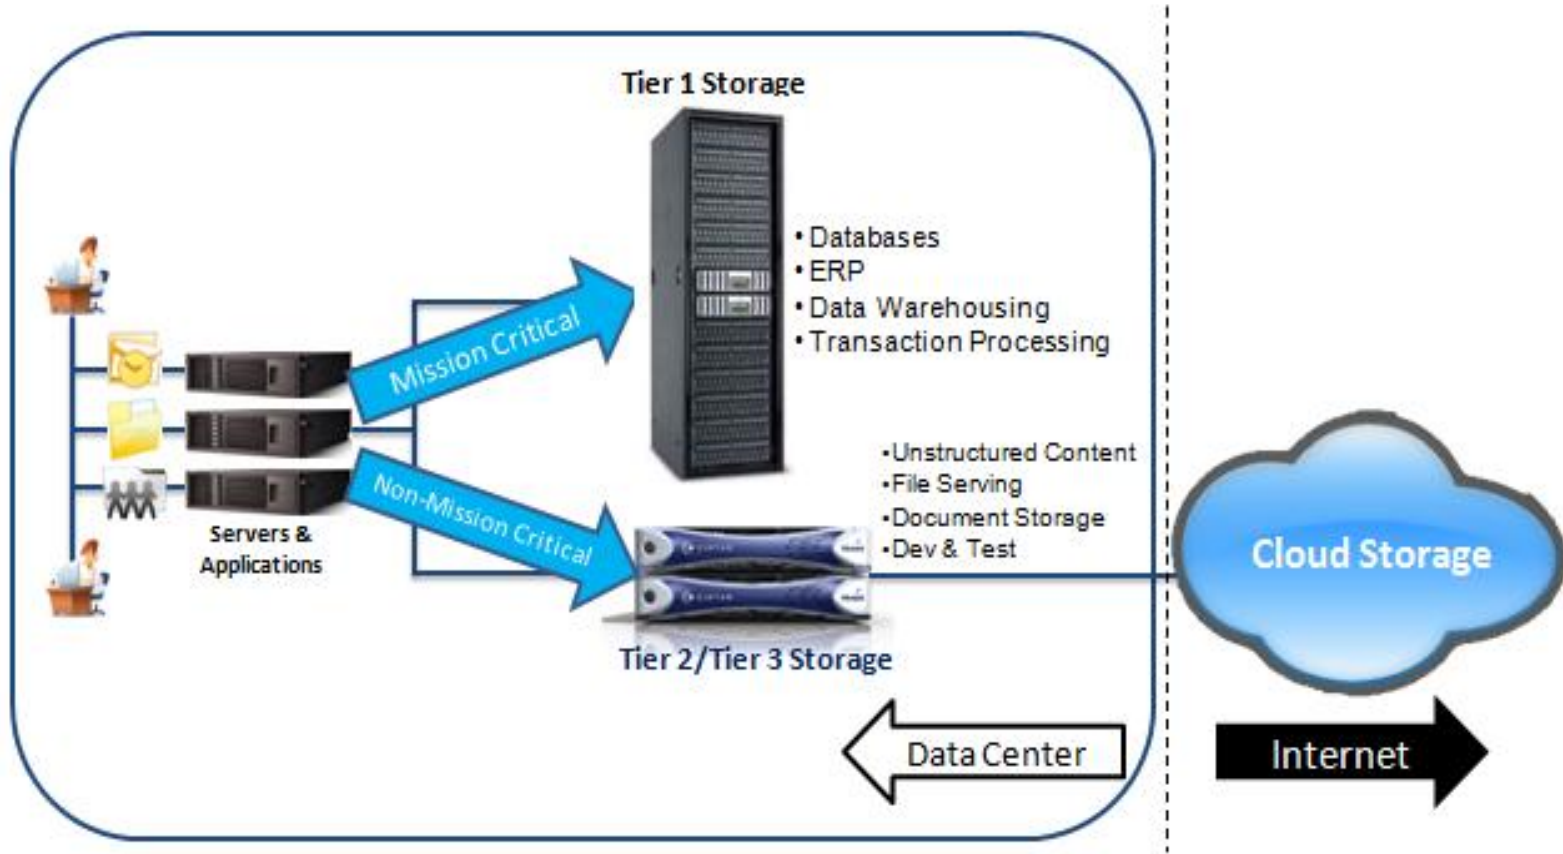 Tier 1 Storage
• Databases
• ERP
• Data Warehousing
• Transaction Processing
Mission Critical
Non-Mission Critical
Servers &
Applications
•Unstructured Content
•File Serving
•Document Storage
•Dev & Test
Tier 2/Tier 3 Storage
Cloud Storage
Data Center
Internet